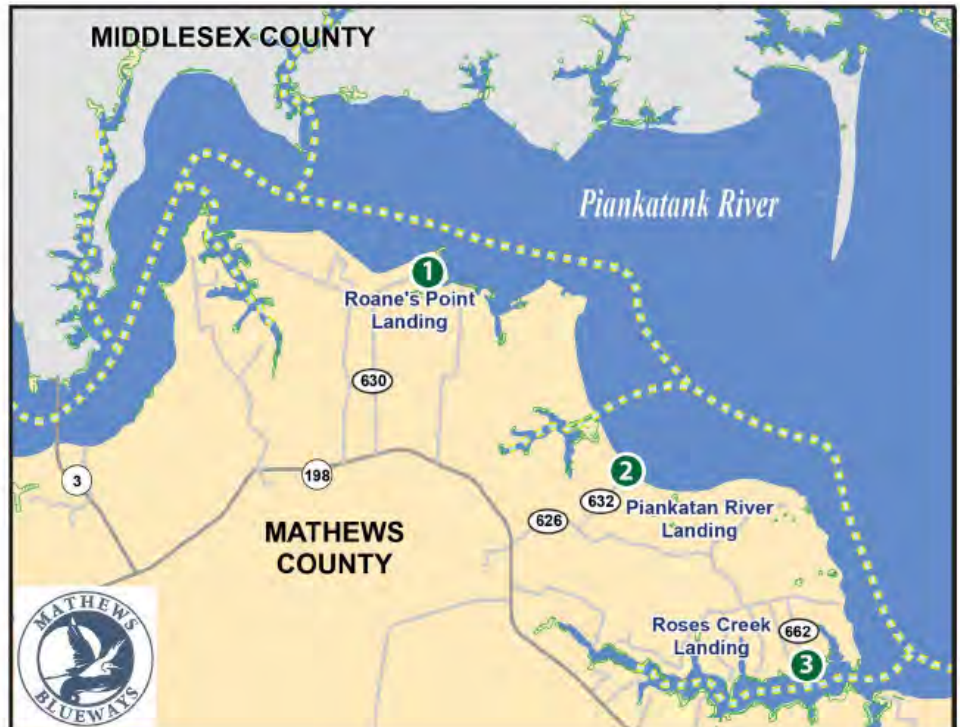 MIDDLESEX COUNTY
Piankatank River
1
Roane's Point
Landing
630
3
198
2
632
Piankatan River
Landing
626
MATHEWS
COUNTY
Roses Creek
Landing
662
3
MATHEWS
BLUEWAYS